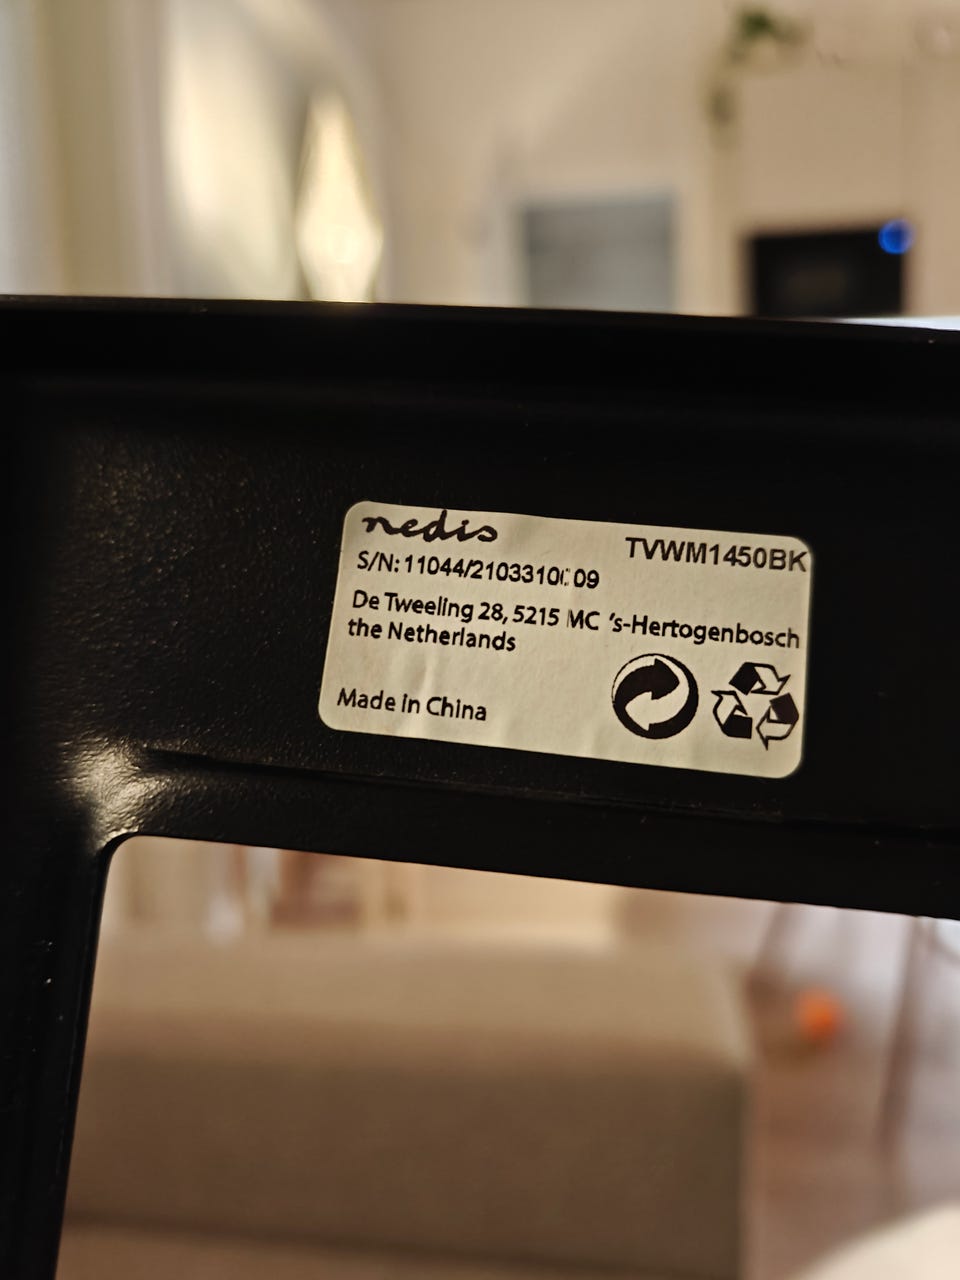 nedis
TVWM1450BK
S/N:
De Tweeling 28, 5215 MC 's-Hertogenbosch
the Netherlands
Made in China